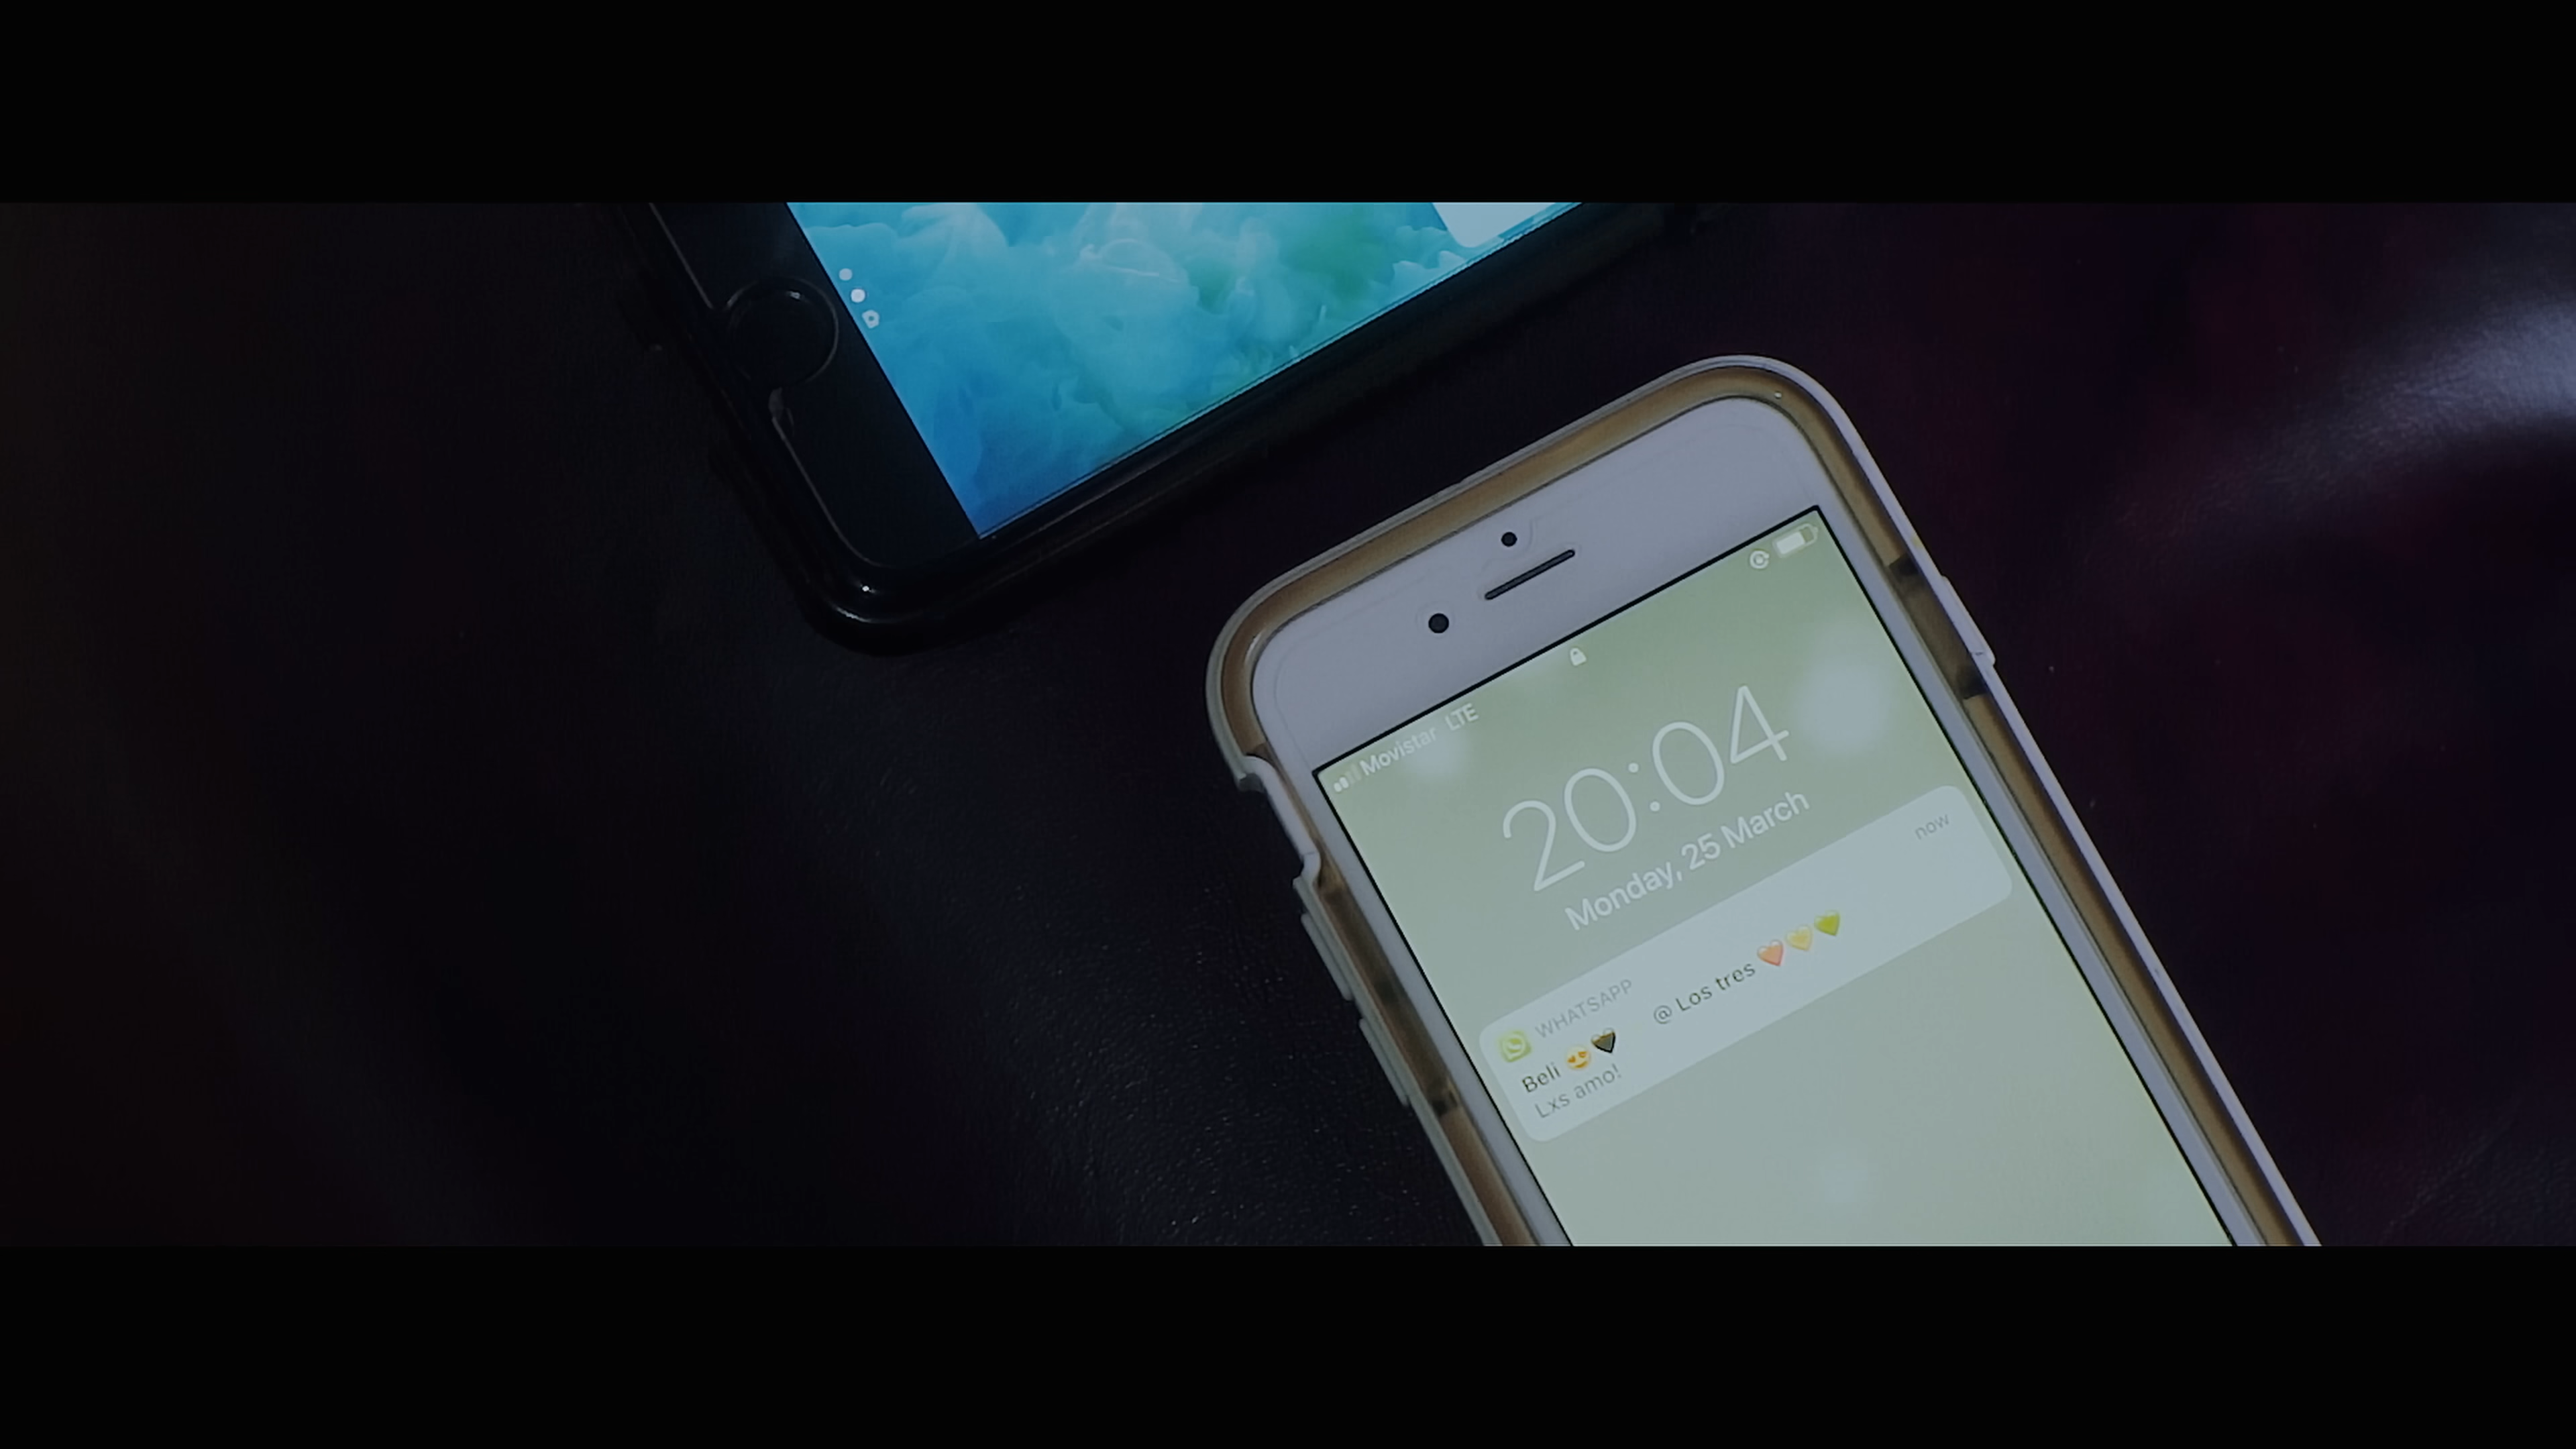 Movistar LTE
20:04
Monday, 25 March
WHATSAPP
now
Beli 😍🖤 @ Los tres ❤️💛💚
Lxs amo!